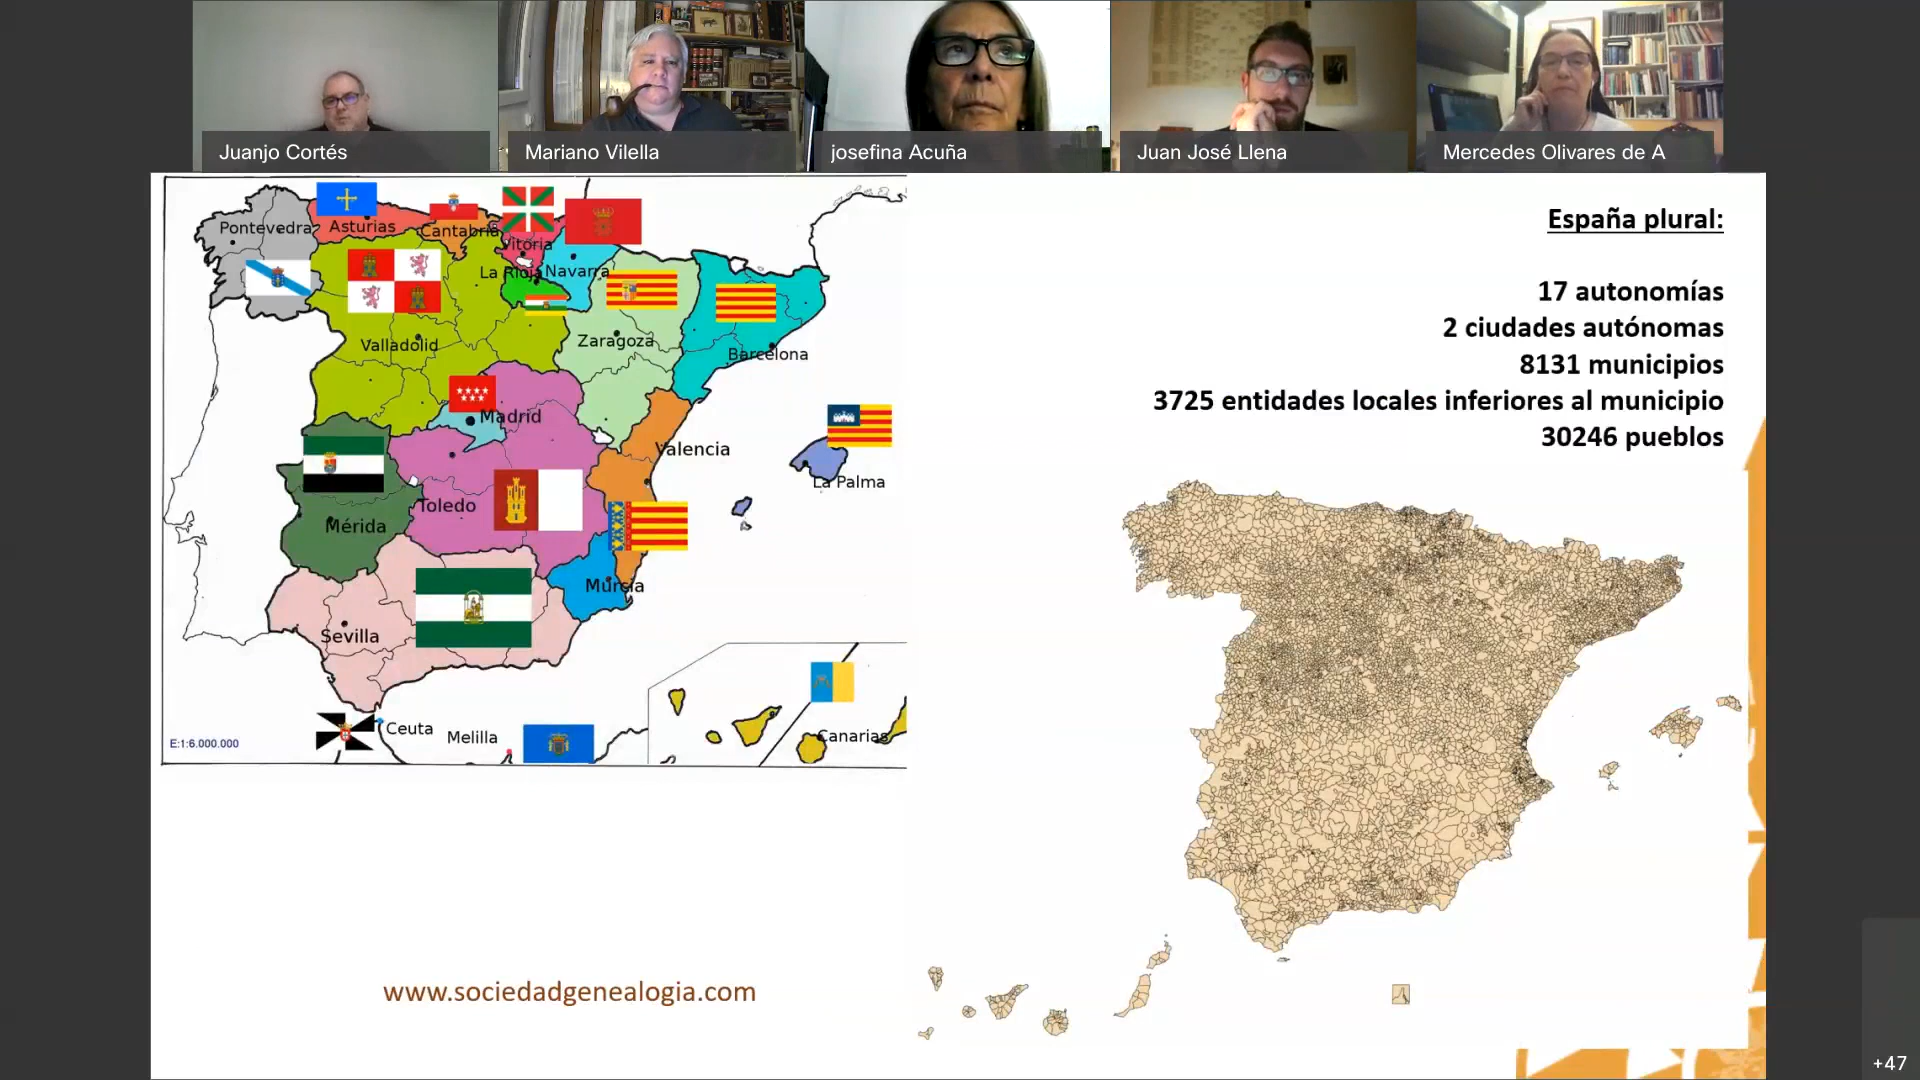 Juanjo Cortés
Mariano Vilella
josefina Acuña
Juan José Llena
Mercedes Olivares de A
España plural:
17 autonomías
2 ciudades autónomas
8131 municipios
3725 entidades locales inferiores al municipio
30246 pueblos
Pontevedra
Asturias
Cantabria
Vitoria
La Rioja
Navarra
Valladolid
Zaragoza
Barcelona
Madrid
Valencia
La Palma
Toledo
Mérida
Murcia
Sevilla
Ceuta
Melilla
Canarias
E:1:6.000.000
www.sociedadgenealogia.com
+47